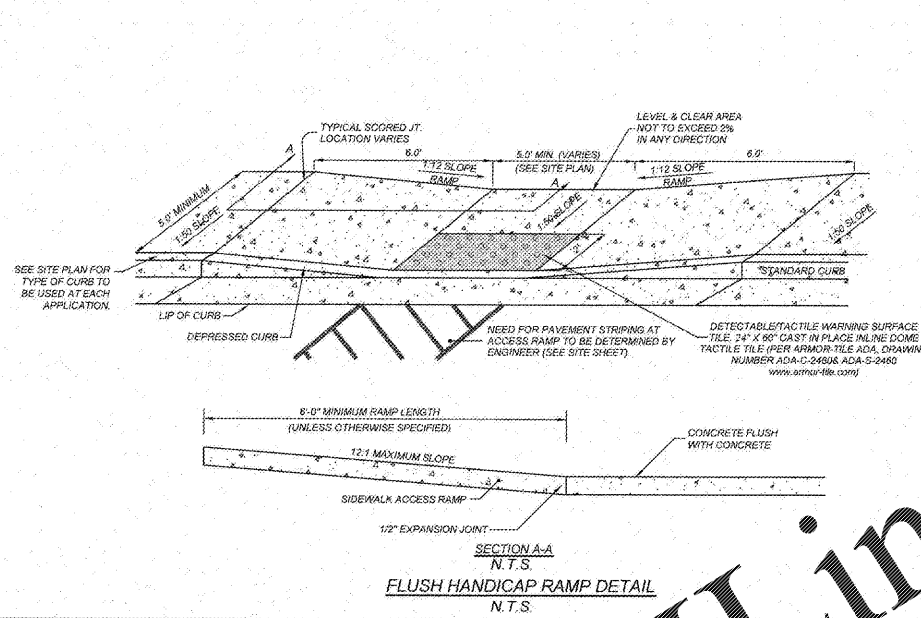 TYPICAL SCORED JT.
LOCATION VARIES
LEVEL & CLEAR AREA
NOT TO EXCEED 2%
IN ANY DIRECTION
A
6.0'
5.0' MIN. (VARIES)
(SEE SITE PLAN)
6.0'
1:12 SLOPE
RAMP
A
1:12 SLOPE
RAMP
5.0' MINIMUM
1:50 SLOPE
1:50 SLOPE
1:50 SLOPE
SEE SITE PLAN FOR
TYPE OF CURB TO
BE USED AT EACH
APPLICATION.
STANDARD CURB
LIP OF CURB
DEPRESSED CURB
NEED FOR PAVEMENT STRIPING AT
ACCESS RAMP TO BE DETERMINED BY
ENGINEER (SEE SITE SHEET)
DETECTABLE/TACTILE WARNING SURFACE
TILE, 24" X 60" CAST IN PLACE INLINE DOME
TACTILE TILE (PER ARMOR-TILE ADA, DRAWIN
NUMBER ADA-C-2460& ADA-S-2460
www.armor-tile.com)
6'-0" MINIMUM RAMP LENGTH
(UNLESS OTHERWISE SPECIFIED)
12:1 MAXIMUM SLOPE
CONCRETE FLUSH
WITH CONCRETE
SIDEWALK ACCESS RAMP
1/2" EXPANSION JOINT
SECTION A-A
N.T.S.
FLUSH HANDICAP RAMP DETAIL
N.T.S.